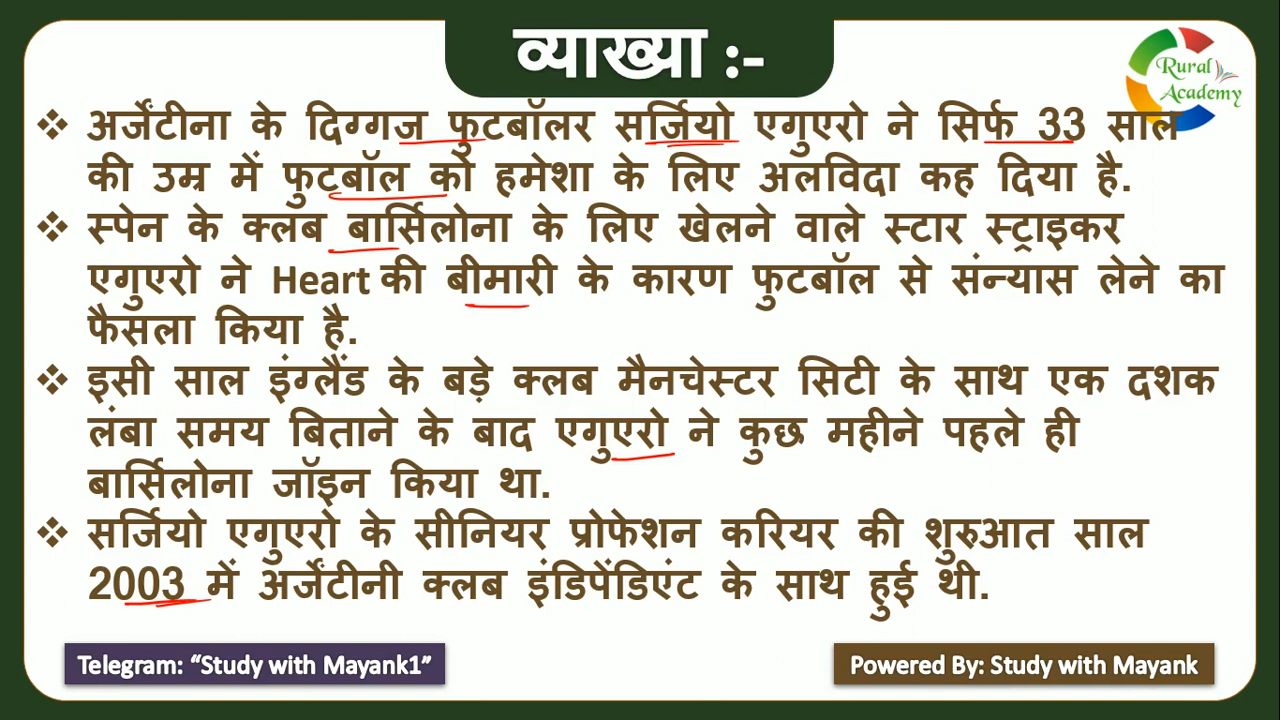 व्याख्या :-
Rural
Academy
❖ अर्जेंटीना के दिग्गज फुटबॉलर सर्जियो एगुएरो ने सिर्फ 33 साल
की उम्र में फुटबॉल को हमेशा के लिए अलविदा कह दिया है.
❖ स्पेन के क्लब बार्सिलोना के लिए खेलने वाले स्टार स्ट्राइकर
एगुएरो ने Heart की बीमारी के कारण फुटबॉल से संन्यास लेने का
फैसला किया है.
❖ इसी साल इंग्लैंड के बड़े क्लब मैनचेस्टर सिटी के साथ एक दशक
लंबा समय बिताने के बाद एगुएरो ने कुछ महीने पहले ही
बार्सिलोना जॉइन किया था.
❖ सर्जियो एगुएरो के सीनियर प्रोफेशन करियर की शुरुआत साल
2003 में अर्जेंटीनी क्लब इंडिपेंडिएंट के साथ हुई थी.
Telegram: “Study with Mayank1”
Powered By: Study with Mayank